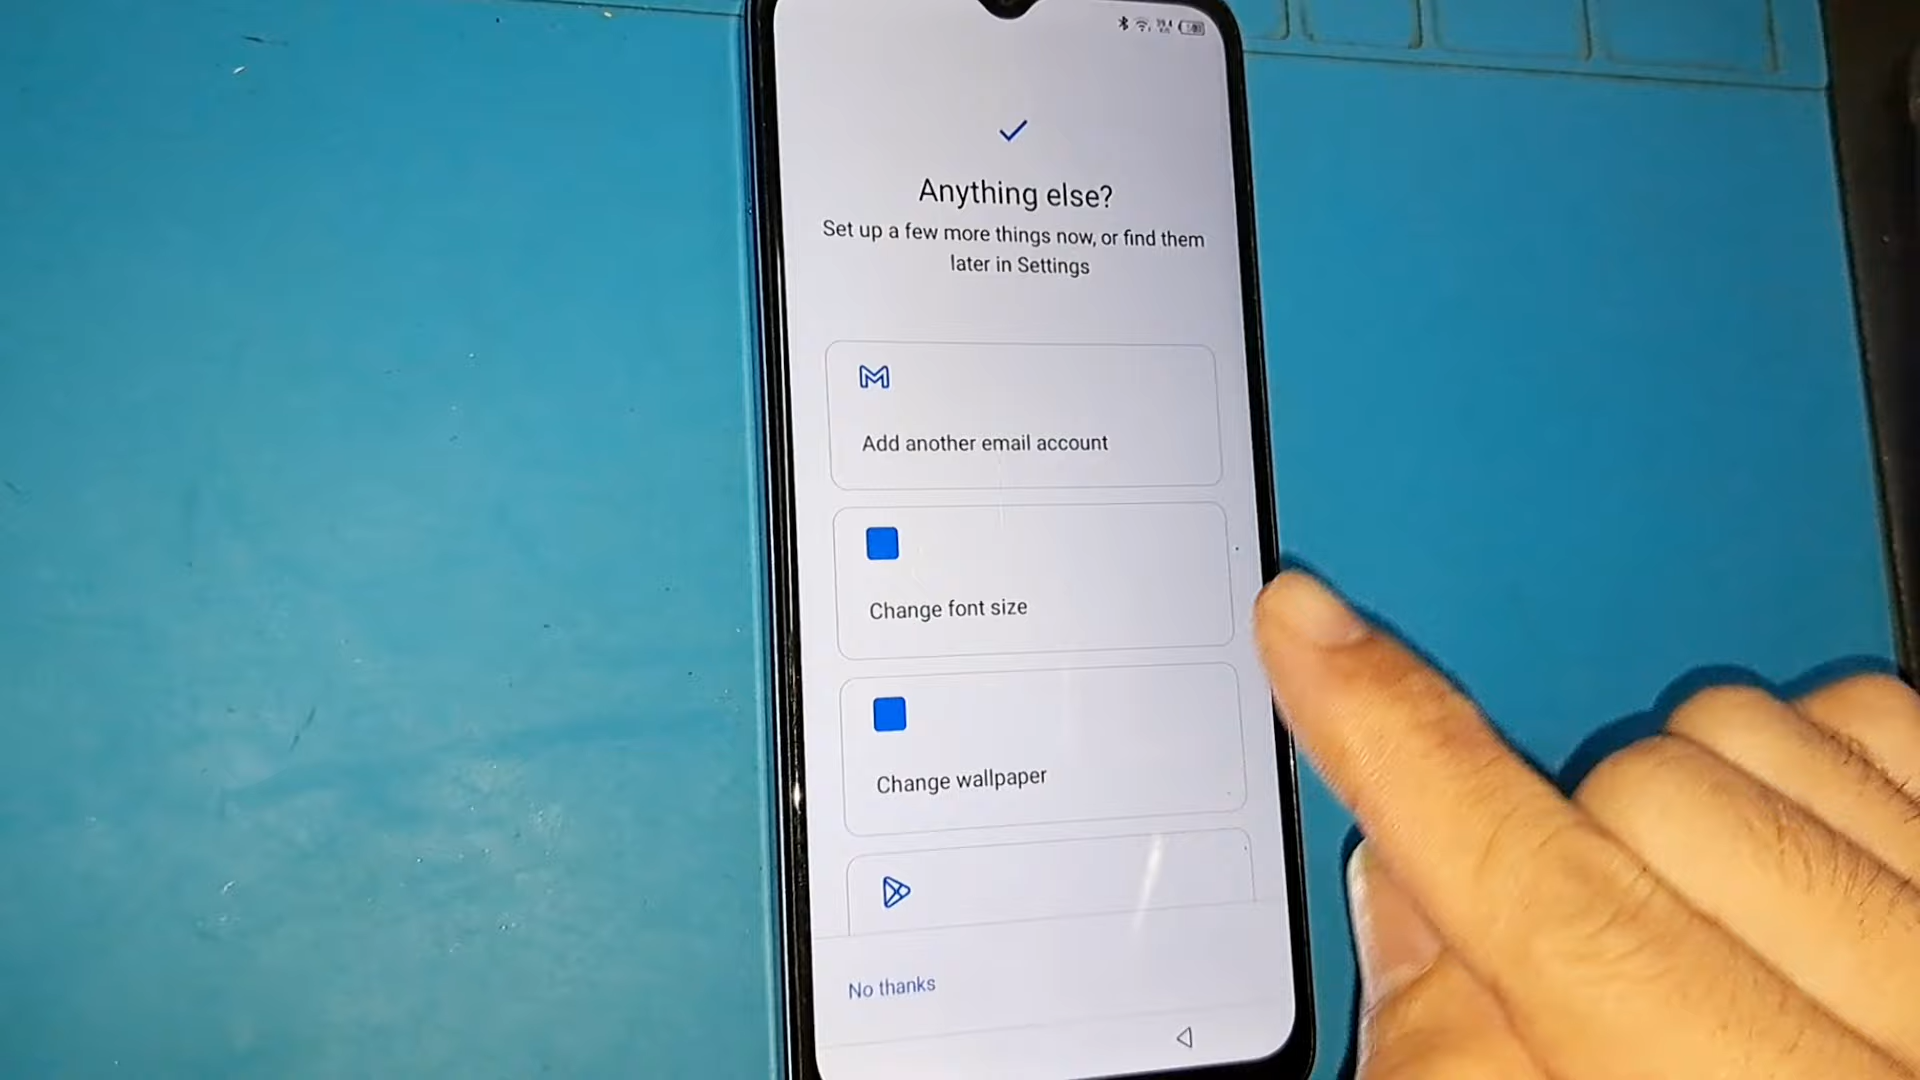 Anything else?
Set up a few more things now, or find them
later in Settings
Add another email account
Change font size
Change wallpaper
No thanks